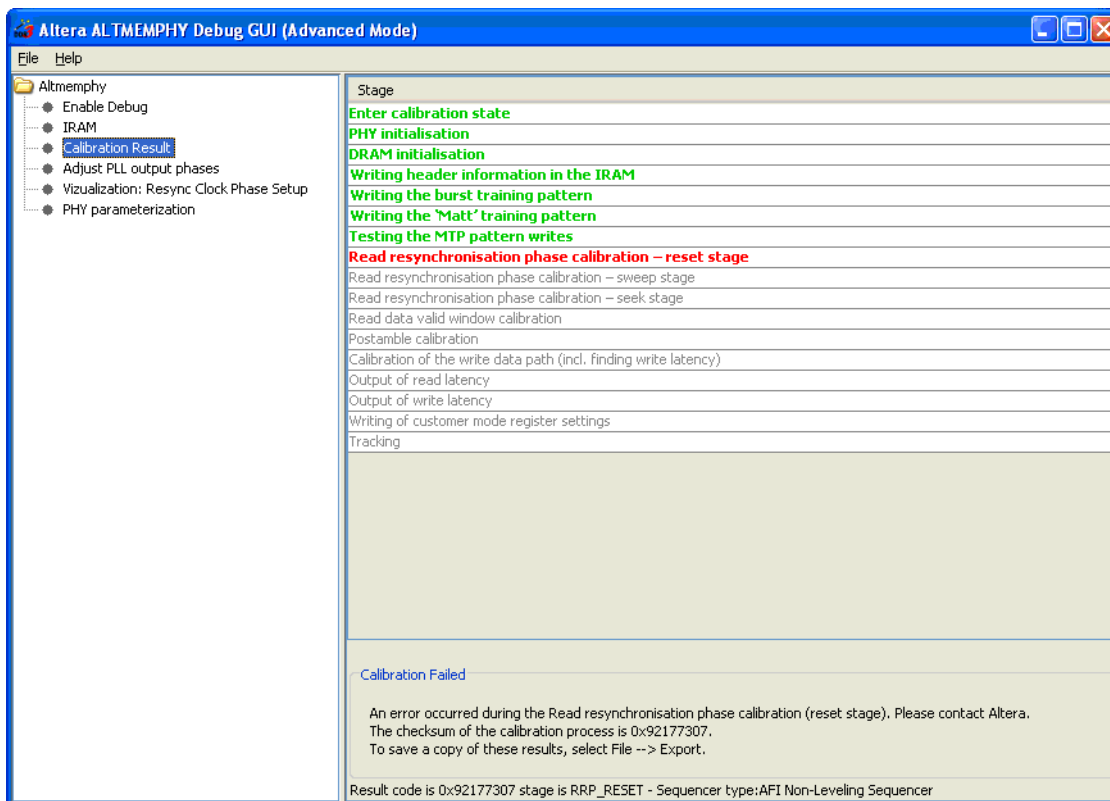 Altera ALTMEMPHY Debug GUI (Advanced Mode)
File Help
Altmemphy
Enable Debug
IRAM
Calibration Result
Adjust PLL output phases
Vizualization: Resync Clock Phase Setup
PHY parameterization
Stage
Enter calibration state
PHY initialisation
DRAM initialisation
Writing header information in the IRAM
Writing the burst training pattern
Writing the 'Matt' training pattern
Testing the MTP pattern writes
Read resynchronisation phase calibration – reset stage
Read resynchronisation phase calibration – sweep stage
Read resynchronisation phase calibration – seek stage
Read data valid window calibration
Postamble calibration
Calibration of the write data path (incl. finding write latency)
Output of read latency
Output of write latency
Writing of customer mode register settings
Tracking
Calibration Failed
An error occurred during the Read resynchronisation phase calibration (reset stage). Please contact Altera.
The checksum of the calibration process is 0x92177307.
To save a copy of these results, select File --> Export.
Result code is 0x92177307 stage is RRP_RESET - Sequencer type:AFI Non-Leveling Sequencer